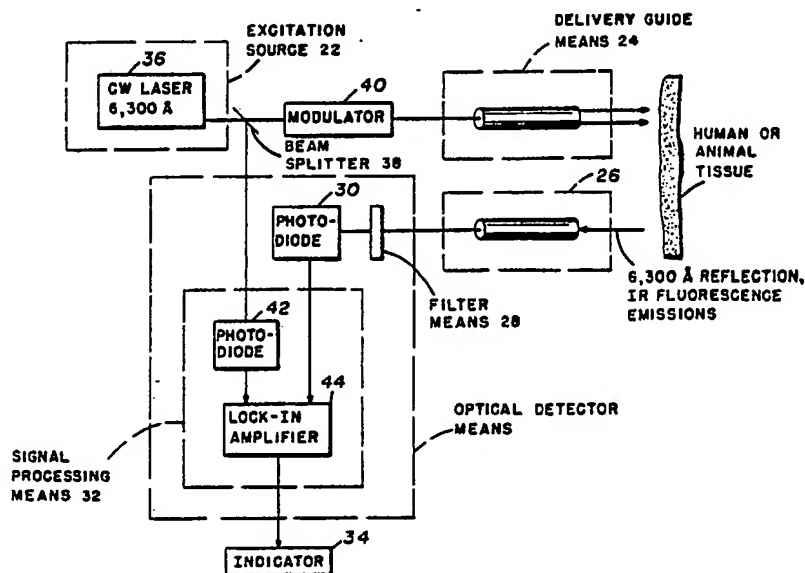 EXCITATION
SOURCE 22
DELIVERY GUIDE
MEANS 24
36
CW LASER
6,300 Å
40
MODULATOR
BEAM
SPLITTER 38
HUMAN OR
ANIMAL
TISSUE
26
30
PHOTO-
DIODE
FILTER
MEANS 28
6,300 Å REFLECTION,
IR FLUORESCENCE
EMISSIONS
42
PHOTO-
DIODE
44
LOCK-IN
AMPLIFIER
OPTICAL DETECTOR
MEANS
SIGNAL
PROCESSING
MEANS 32
34
INDICATOR